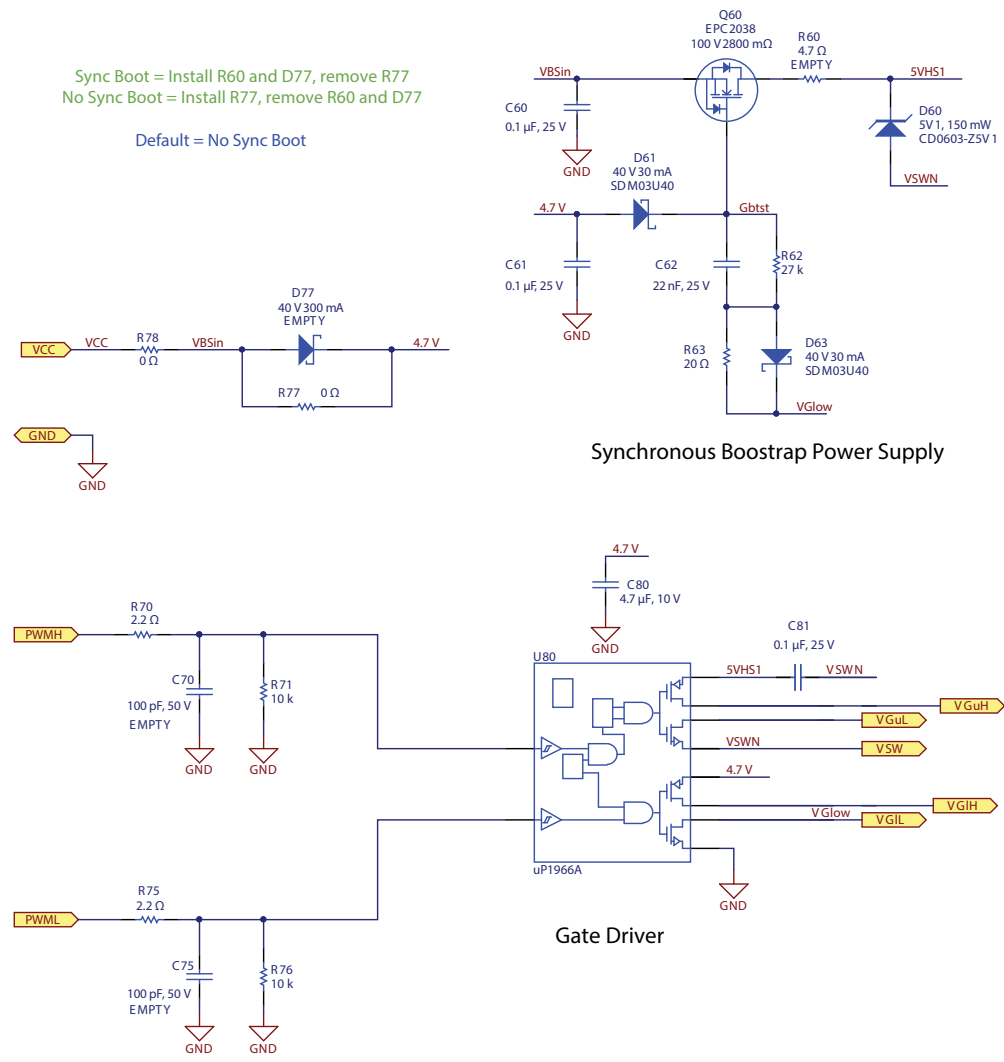 Sync Boot = Install R60 and D77, remove R77
No Sync Boot = Install R77, remove R60 and D77
Default = No Sync Boot
Q60
EPC2038
100 V 2800 mΩ
R60
4.7 Ω
EMPTY
VBSin
5VHS1
C60
0.1 µF, 25 V
GND
D60
5V1, 150 mW
CD0603-Z5V1
VSWN
D61
40 V 30 mA
SDM03U40
4.7 V
Gbtst
C61
0.1 µF, 25 V
GND
C62
22 nF, 25 V
R62
27 k
R63
20 Ω
D63
40 V 30 mA
SDM03U40
VGlow
Synchronous Boostrap Power Supply
D77
40 V 300 mA
EMPTY
VCC
VCC
R78
0 Ω
VBSin
4.7 V
R77
0 Ω
GND
GND
4.7 V
C80
4.7 µF, 10 V
GND
R70
2.2 Ω
PWMH
C70
100 pF, 50 V
EMPTY
R71
10 k
GND
GND
U80
5VHS1
C81
0.1 µF, 25 V
VSWN
VGuH
VGuL
VSWN
VSW
4.7 V
VGlH
VGlow
VGlL
uP1966A
GND
Gate Driver
R75
2.2 Ω
PWML
C75
100 pF, 50 V
EMPTY
R76
10 k
GND
GND